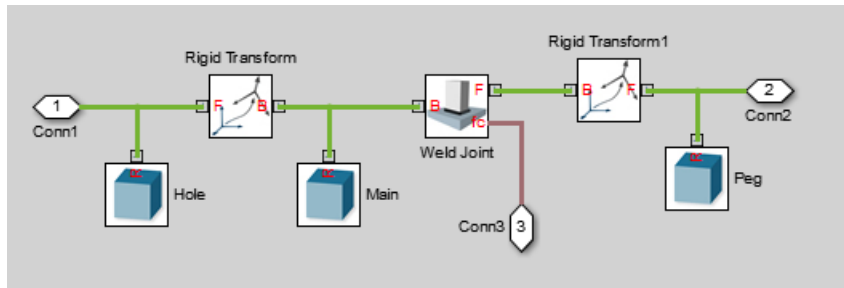 Rigid Transform
Rigid Transform1
1
F
B
B
F
fc
B
F
2
Conn1
Weld Joint
Conn2
R
Hole
R
Main
Conn3
3
R
Peg